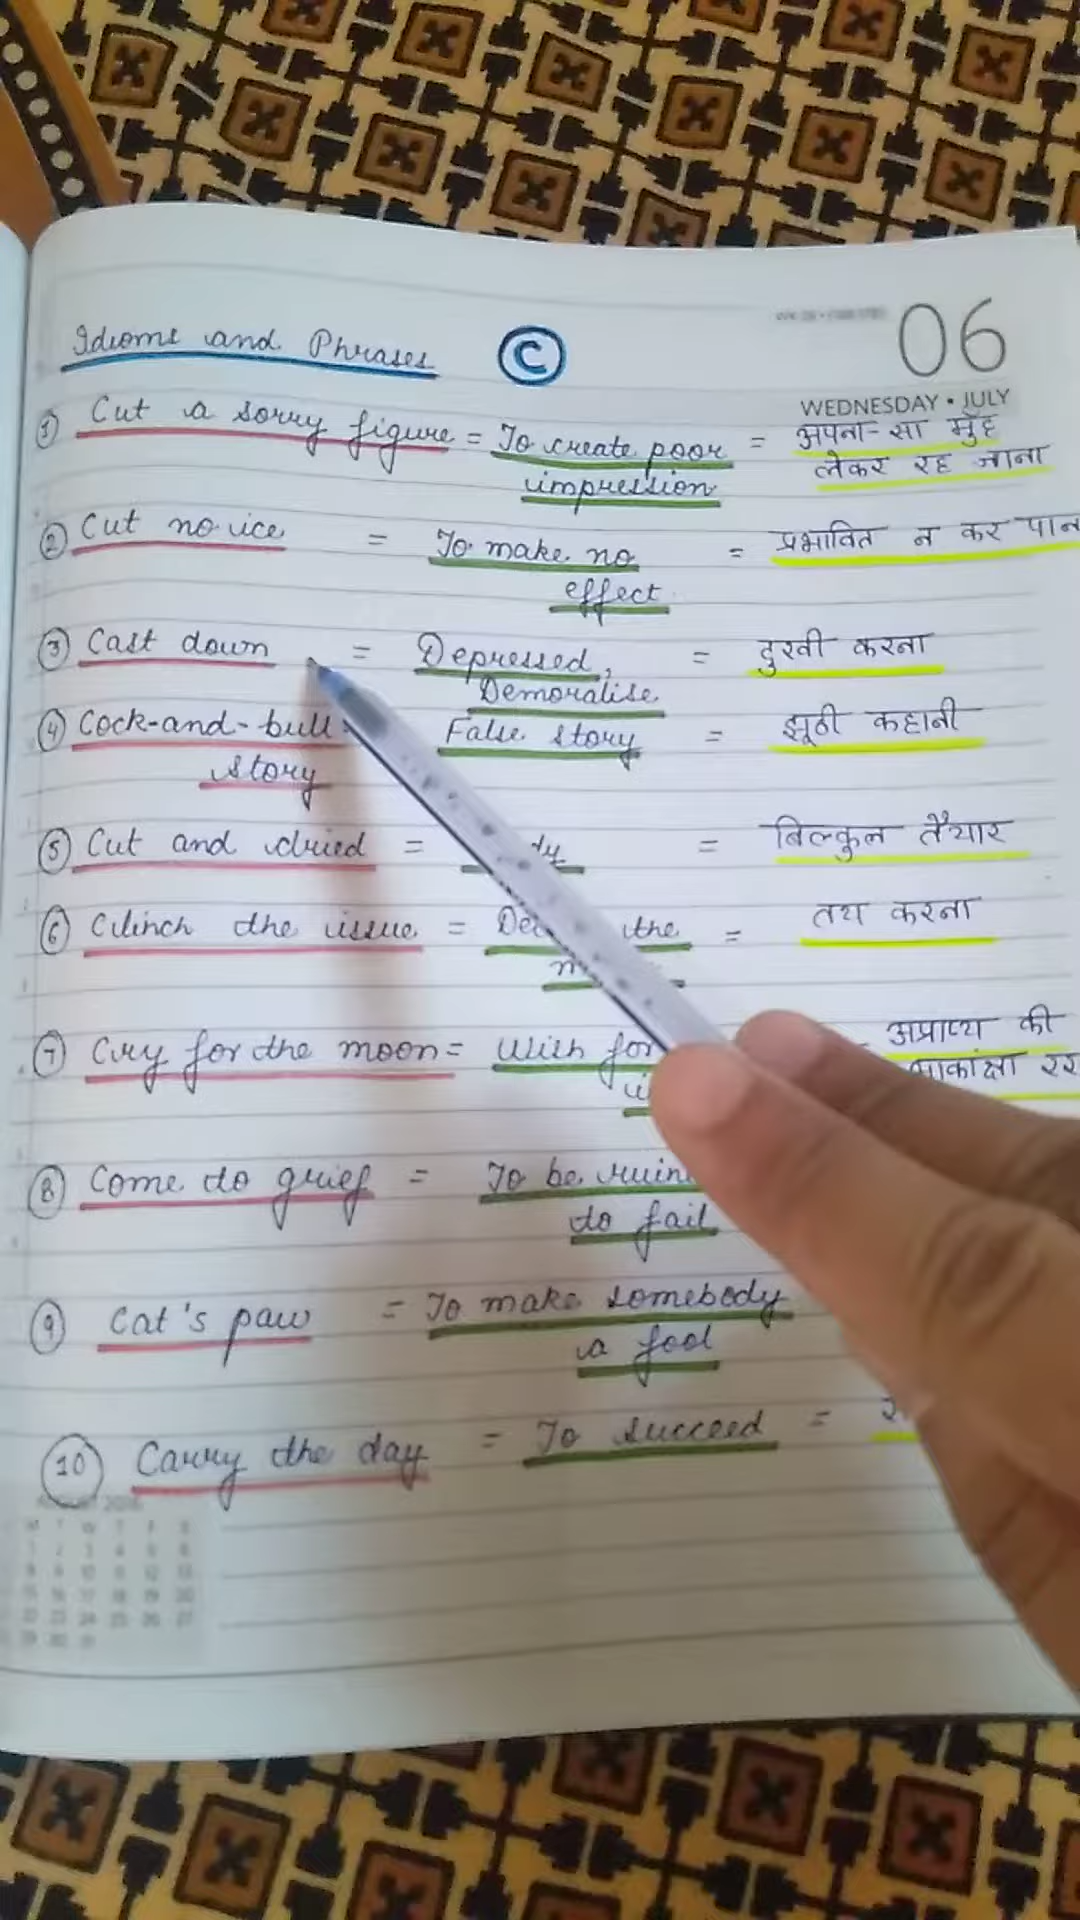 Idioms and Phrases C
06
WEDNESDAY • JULY
① Cut a sorry figure = To create poor = अपना-सा मुँह
impression लेकर रह जाना
② Cut no ice = To make no = प्रभावित न कर
effect
③ Cast down = Depressed, = दुखी करना
Demoralise
④ Cock-and-bull False story = झूठी कहानी
story
⑤ Cut and dried = = बिल्कुल तैयार
⑥ Clinch the issue = the = तय करना
⑦ Cry for the moon = Wish for अप्राप्य की
⑧ Come to grief = To be
to fail
⑨ Cat's paw = To make somebody
a fool
⑩ Carry the day = To succeed =